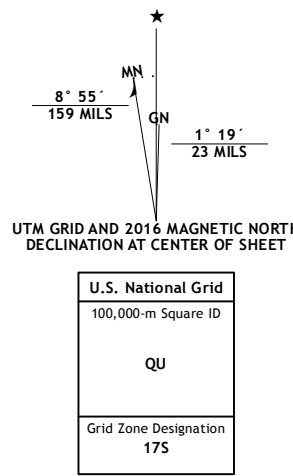 ★
MN
8° 55´
159 MILS
GN
1° 19´
23 MILS
UTM GRID AND 2016 MAGNETIC NORTH
DECLINATION AT CENTER OF SHEET
U.S. National Grid
100,000-m Square ID
QU
Grid Zone Designation
17S